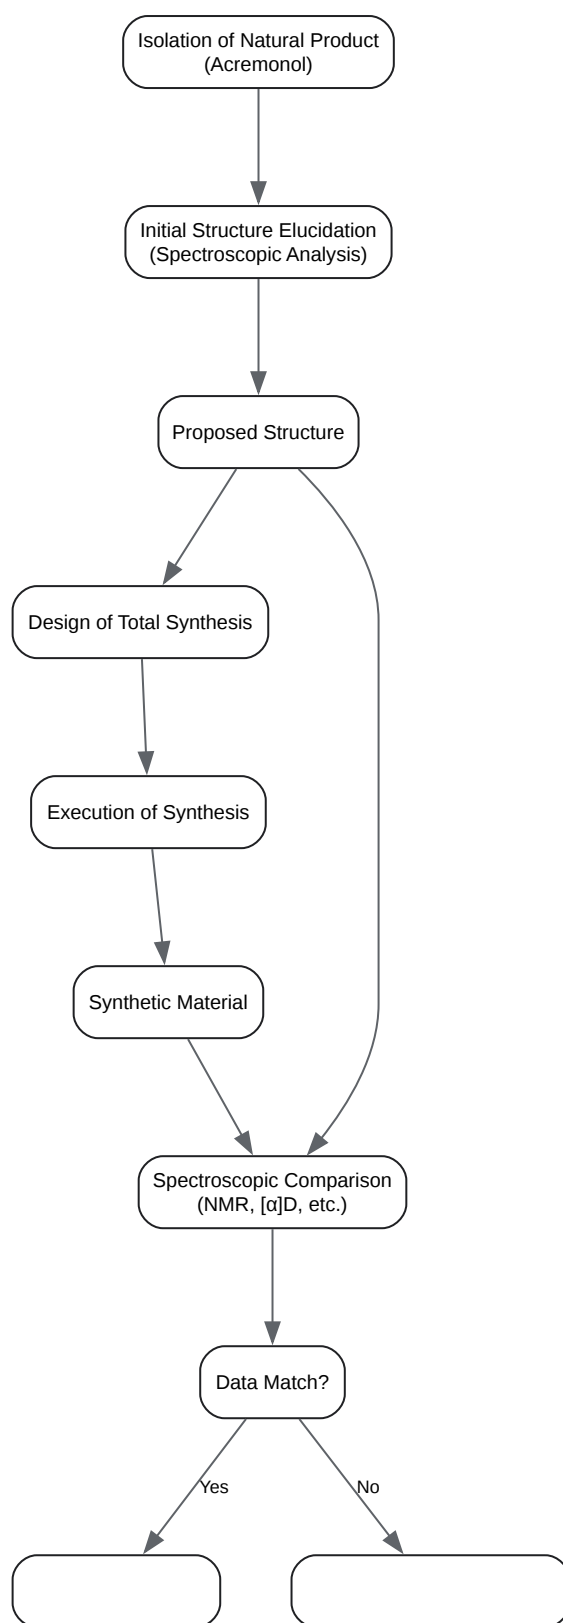 Isolation of Natural Product
(Acremonol)
Initial Structure Elucidation
(Spectroscopic Analysis)
Proposed Structure
Design of Total Synthesis
Execution of Synthesis
Synthetic Material
Spectroscopic Comparison
(NMR, [α]D, etc.)
Data Match?
Yes
No